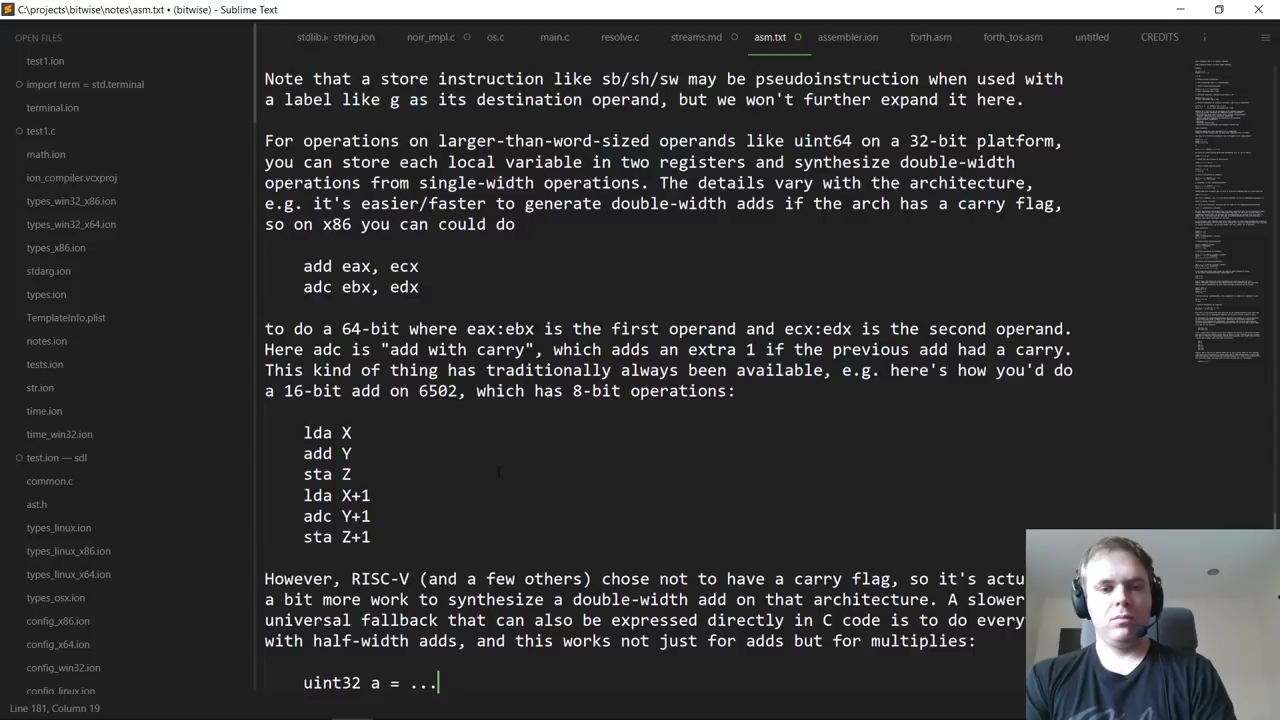 C:\projects\bitwise\notes\asm.txt • (bitwise) - Sublime Text
OPEN FILES
test1.ion
import term = std.terminal
terminal.ion
test1.c
math.ion
ion_compiler.vcxproj
types_win32_x86.ion
types_win32_x64.ion
types_x86.ion
stdarg.ion
types.ion
TemplateInfo.plist
notes.ion
tests.ion
str.ion
time.ion
time_win32.ion
test.ion — sdl
common.c
ast.h
types_linux.ion
types_linux_x86.ion
types_linux_x64.ion
types_osx.ion
config_x86.ion
config_x64.ion
config_win32.ion
config_linux.ion
stdlib.i string.ion noir_impl.c os.c main.c resolve.c streams.md asm.txt assembler.ion forth.asm forth_tos.asm untitled CREDITS
Note that a store instruction like sb/sh/sw may be pseudoinstruction when used with
a label like g as its destination operand, but we won't further expand it here.
For operations on larger-than-word-sized operands, like uint64 on a 32-bit platform,
you can store each local variable in two registers and synthesize double-width
operations from single-width operations. The details vary with the architecture,
e.g. it's easier/faster to do a double-width add if the arch has a carry flag,
so on x86 you can could do
add eax, ecx
adc ebx, edx
to do a 64-bit where eax:ebx is the first operand and ecx:edx is the second operand.
Here adc is "add with carry", which adds an extra 1 if the previous add had a carry.
This kind of thing has traditionally always been available, e.g. here's how you'd do
a 16-bit add on 6502, which has 8-bit operations:
lda X
add Y
sta Z
lda X+1
adc Y+1
sta Z+1
However, RISC-V (and a few others) chose not to have a carry flag, so it's actu
a bit more work to synthesize a double-width add on that architecture. A slower
universal fallback that can also be expressed directly in C code is to do every
with half-width adds, and this works not just for adds but for multiplies:
uint32 a = ...
Line 181, Column 19